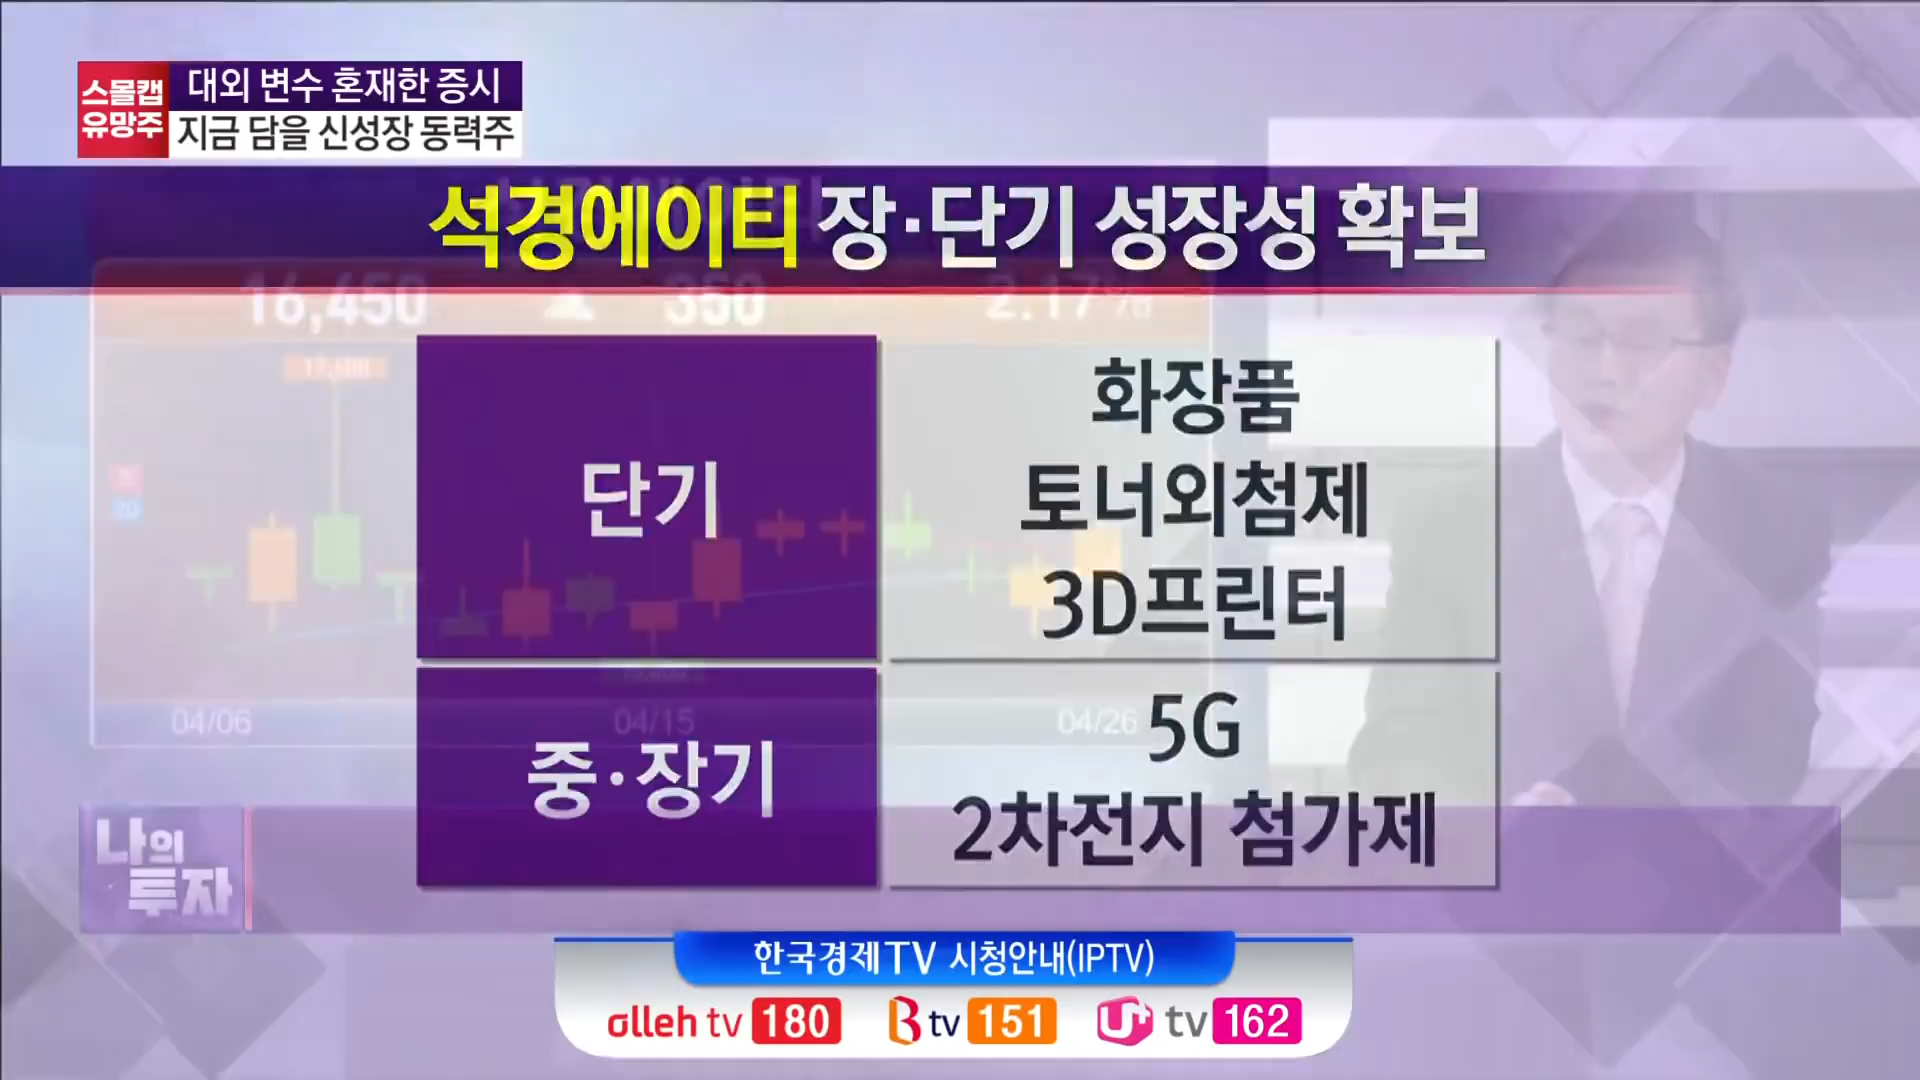 스몰캡
유망주
대외 변수 혼재한 증시
지금 담을 신성장 동력주
석경에이티 장·단기 성장성 확보
16,450 ▲ 350 2.17%
단기
화장품
토너외첨제
3D프린터
중·장기
5G
2차전지 첨가제
04/06 04/15 04/26
나의
투자
한국경제TV 시청안내(IPTV)
olleh tv 180 B tv 151 U+ tv 162